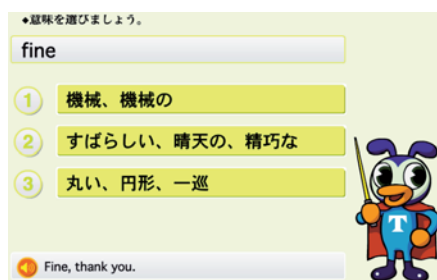 ◆意味を選びましょう。
fine
1 機械、機械の
2 すばらしい、晴天の、精巧な
3 丸い、円形、一巡
T
Fine, thank you.